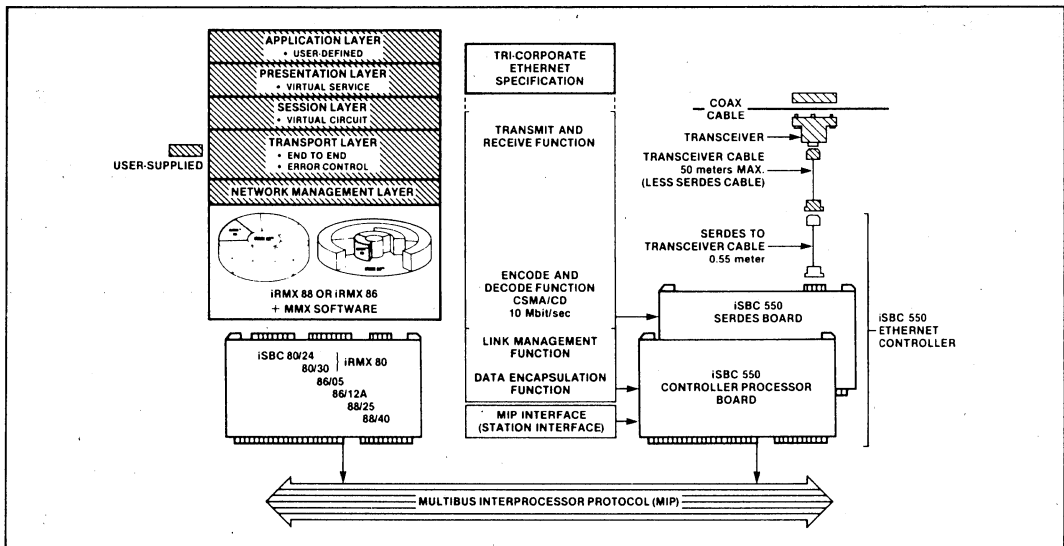 APPLICATION LAYER
• USER-DEFINED
PRESENTATION LAYER
• VIRTUAL SERVICE
SESSION LAYER
• VIRTUAL CIRCUIT
TRANSPORT LAYER
• END TO END
• ERROR CONTROL
NETWORK MANAGEMENT LAYER
USER-SUPPLIED
iRMX 88 OR iRMX 86
+ MMX SOFTWARE
iSBC 80/24
80/30
iRMX 80
86/05
86/12A
88/25
88/40
TRI-CORPORATE
ETHERNET
SPECIFICATION
TRANSMIT AND
RECEIVE FUNCTION
ENCODE AND
DECODE FUNCTION
CSMA/CD
10 Mbit/sec
LINK MANAGEMENT
FUNCTION
DATA ENCAPSULATION
FUNCTION
MIP INTERFACE
(STATION INTERFACE)
COAX
CABLE
TRANSCEIVER
TRANSCEIVER CABLE
50 meters MAX.
(LESS SERDES CABLE)
SERDES TO
TRANSCEIVER CABLE
0.55 meter
iSBC 550
SERDES BOARD
iSBC 550
CONTROLLER PROCESSOR
BOARD
iSBC 550
ETHERNET
CONTROLLER
MULTIBUS INTERPROCESSOR PROTOCOL (MIP)